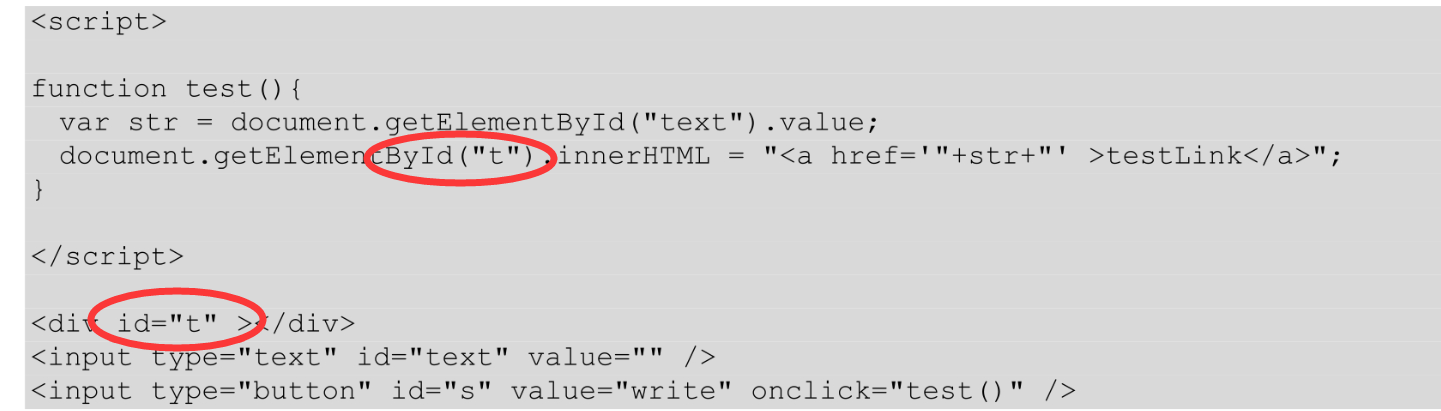 <script>
function test(){
var str = document.getElementById("text").value;
document.getElementById("t").innerHTML = "<a href='"+str+"' >testLink</a>";
}
</script>
<div id="t" ></div>
<input type="text" id="text" value="" />
<input type="button" id="s" value="write" onclick="test()" />